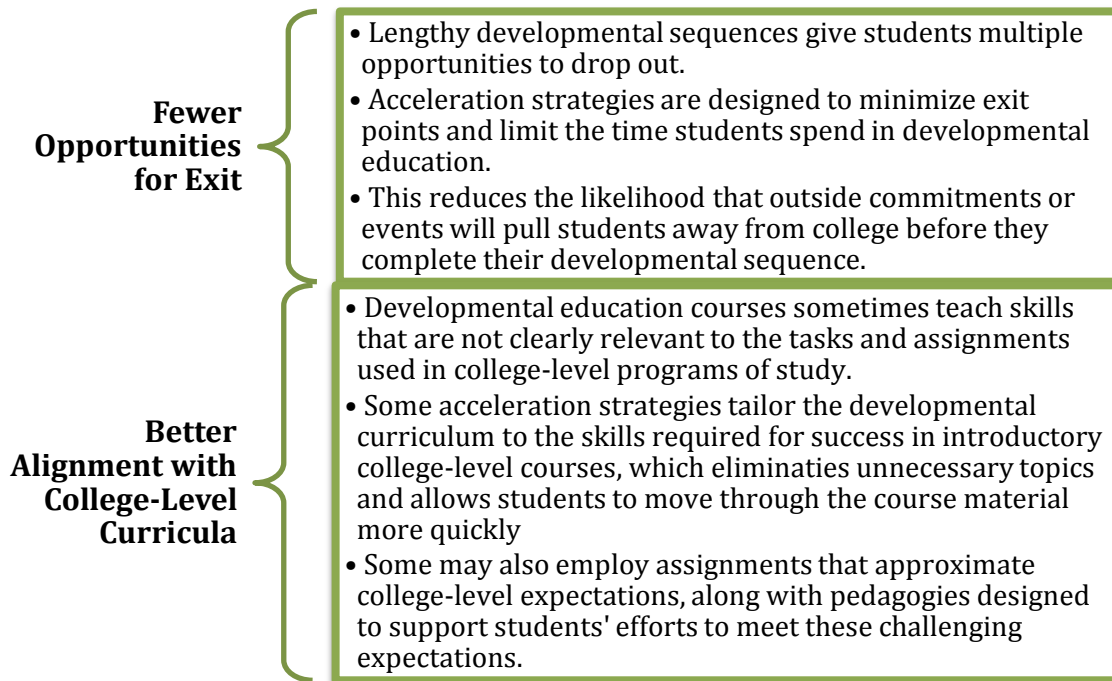 Fewer
Opportunities
for Exit
• Lengthy developmental sequences give students multiple
opportunities to drop out.
• Acceleration strategies are designed to minimize exit
points and limit the time students spend in developmental
education.
• This reduces the likelihood that outside commitments or
events will pull students away from college before they
complete their developmental sequence.
Better
Alignment with
College-Level
Curricula
• Developmental education courses sometimes teach skills
that are not clearly relevant to the tasks and assignments
used in college-level programs of study.
• Some acceleration strategies tailor the developmental
curriculum to the skills required for success in introductory
college-level courses, which eliminaties unnecessary topics
and allows students to move through the course material
more quickly
• Some may also employ assignments that approximate
college-level expectations, along with pedagogies designed
to support students' efforts to meet these challenging
expectations.